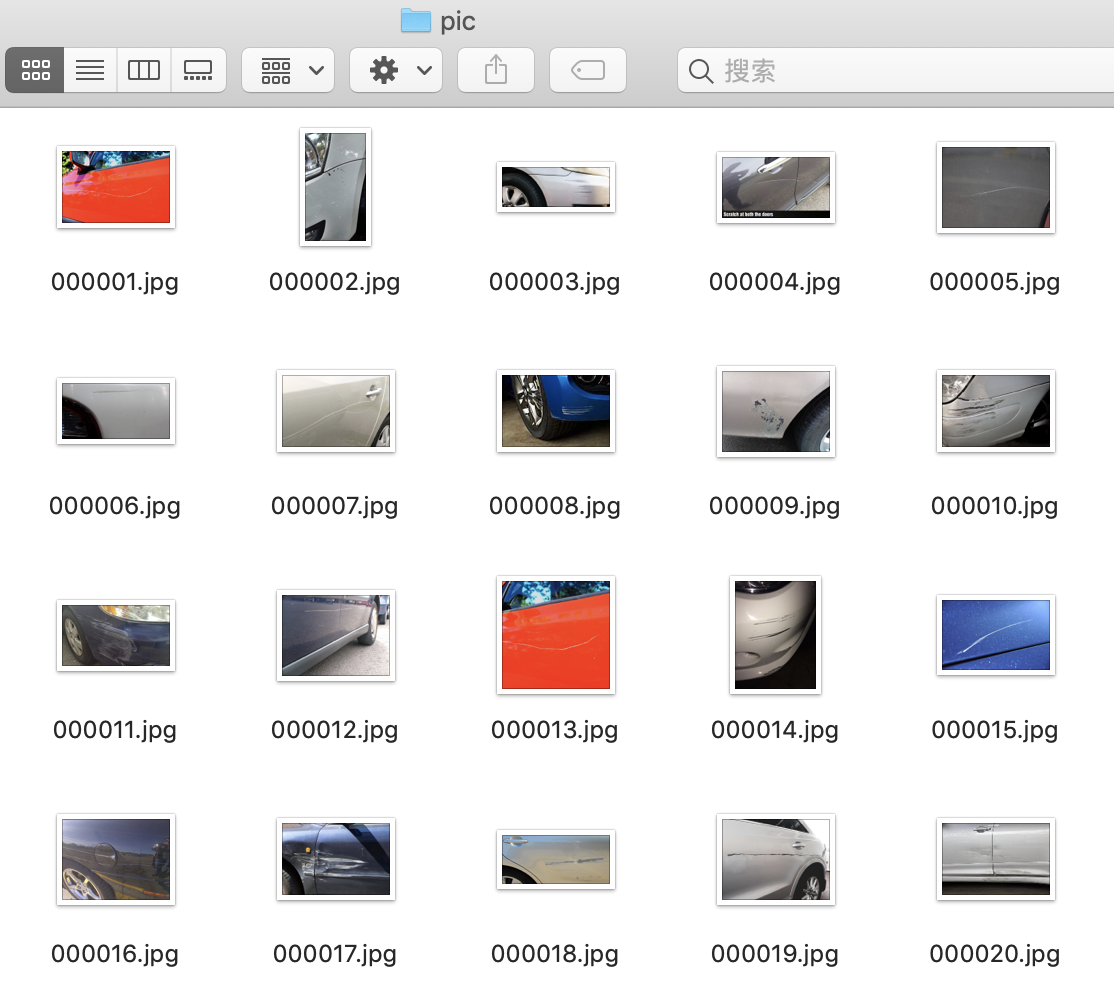 pic
搜索
Scratch at both the doors
000001.jpg
000002.jpg
000003.jpg
000004.jpg
000005.jpg
000006.jpg
000007.jpg
000008.jpg
000009.jpg
000010.jpg
000011.jpg
000012.jpg
000013.jpg
000014.jpg
000015.jpg
000016.jpg
000017.jpg
000018.jpg
000019.jpg
000020.jpg